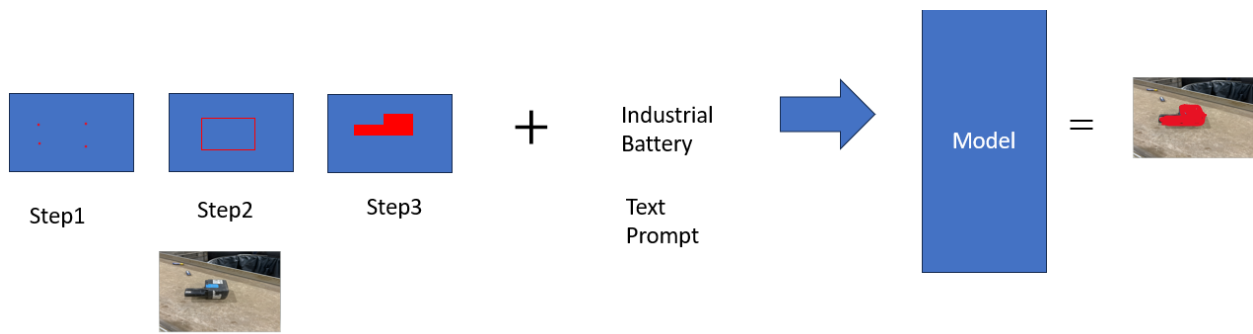 Step1
Step2
Step3
+
Industrial
Battery
Text
Prompt
Model
=